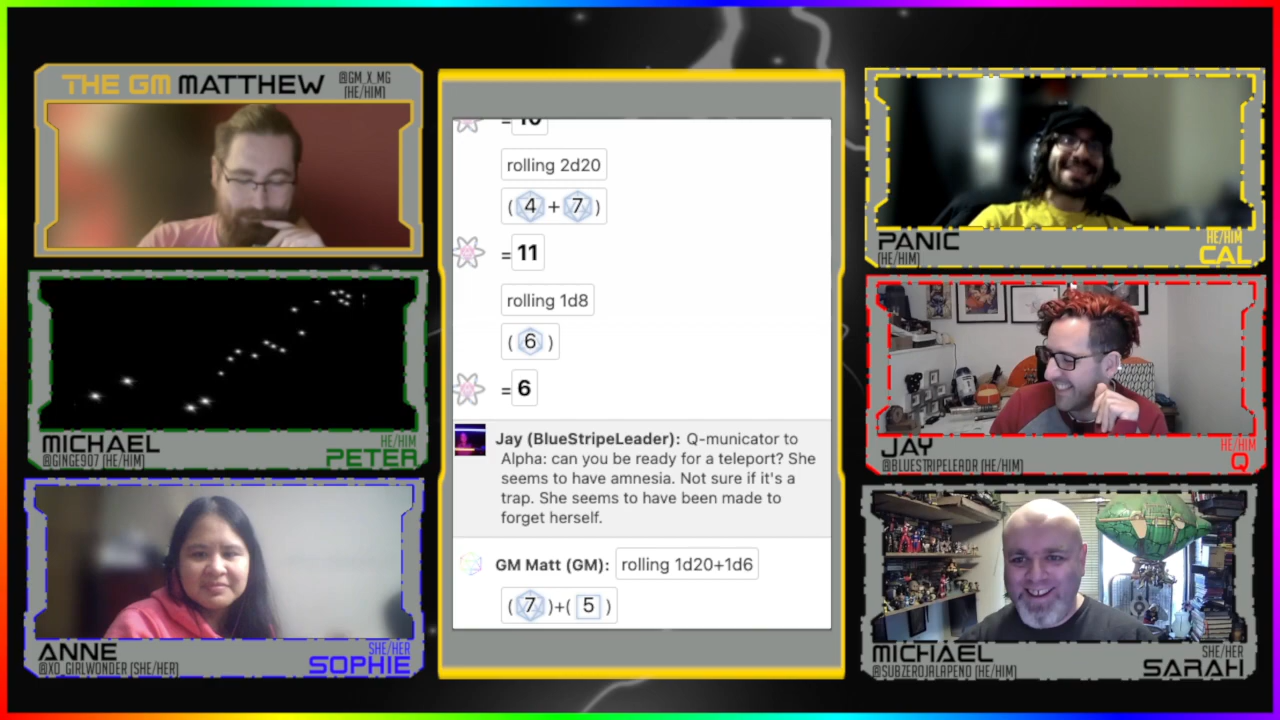 THE GM MATTHEW
@GM_X_MG
(HE/HIM)
MICHAEL
@GINGE907 (HE/HIM)
HE/HIM
PETER
ANNE
@XO_GIRLWONDER (SHE/HER)
SHE/HER
SOPHIE
=
rolling 2d20
(4+7)
=11
rolling 1d8
(6)
=6
Jay (BlueStripeLeader): Q-municator to
Alpha: can you be ready for a teleport? She
seems to have amnesia. Not sure if it's a
trap. She seems to have been made to
forget herself.
GM Matt (GM): rolling 1d20+1d6
(7)+(5)
PANIC
(HE/HIM)
HE/HIM
CAL
JAY
@BLUESTRIPELEADR (HE/HIM)
HE/HIM
Q
MICHAEL
@SUBZEROJALAPENO (HE/HIM)
SHE/HER
SARAH